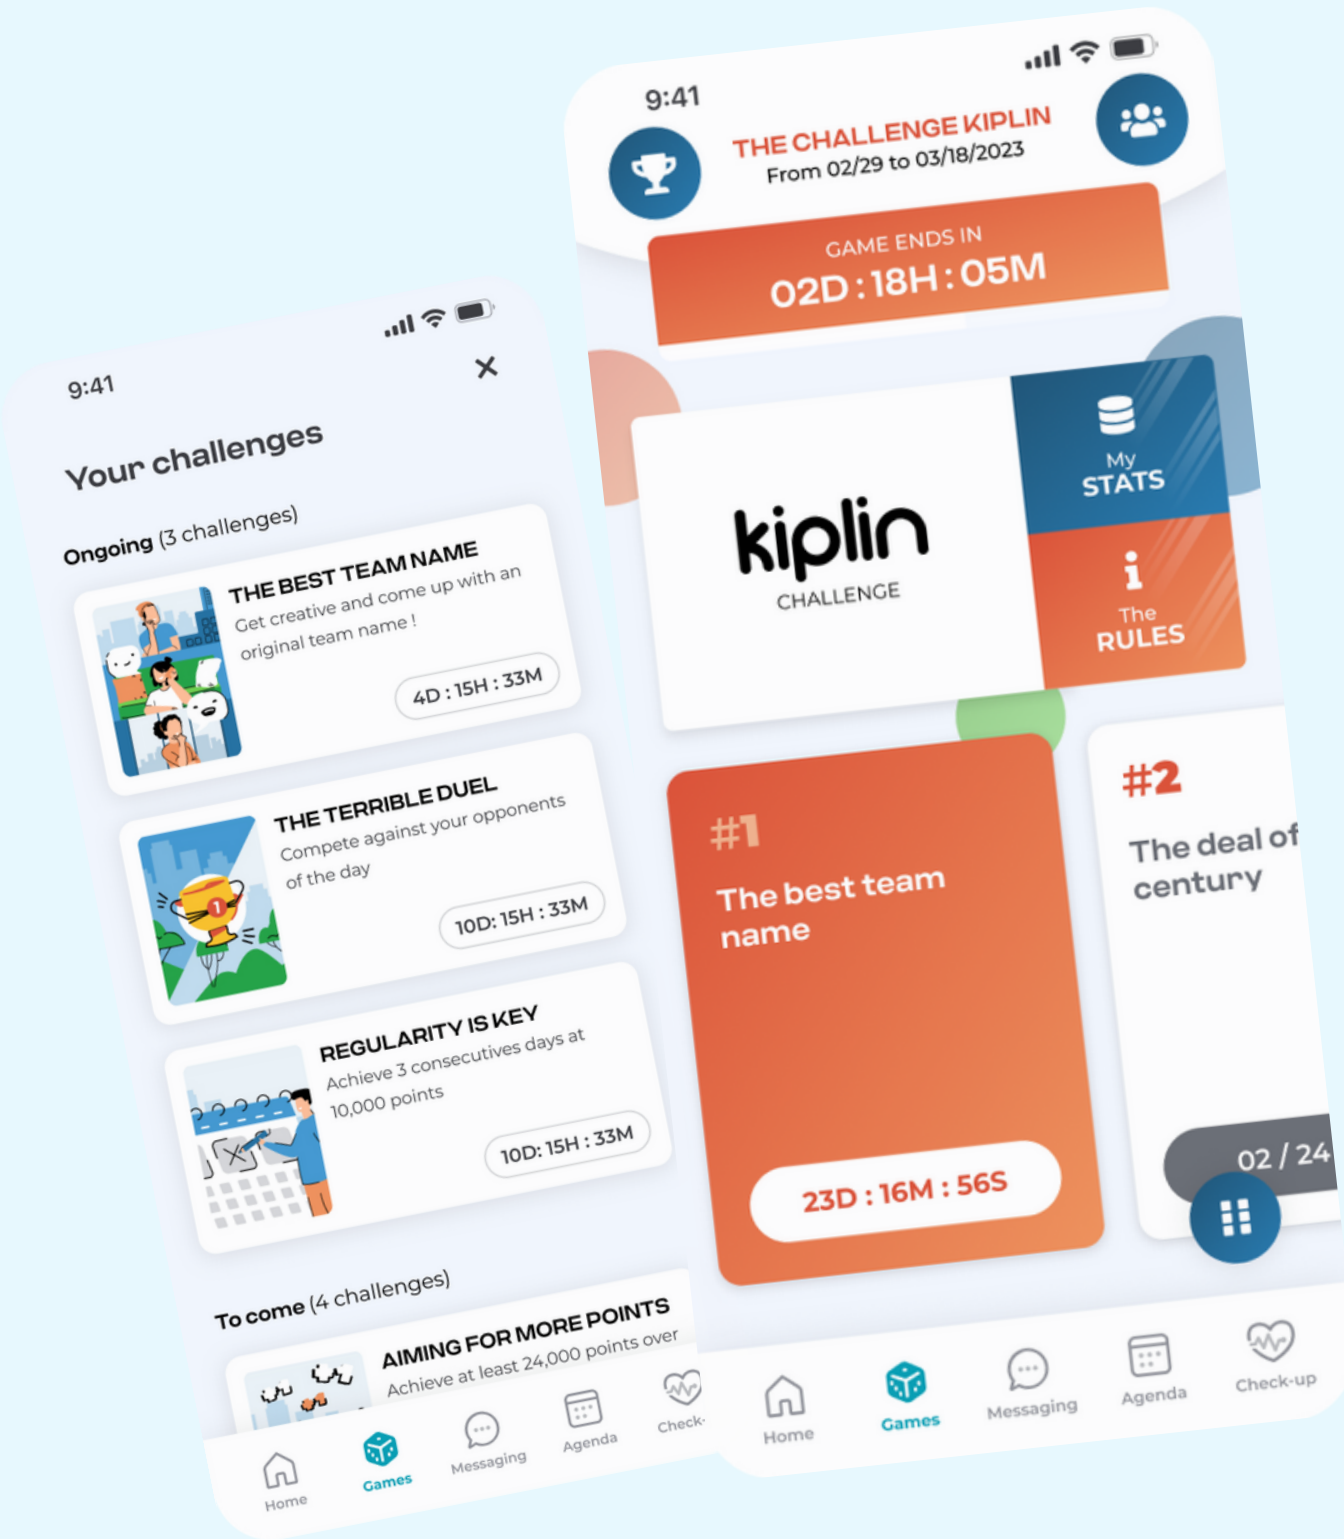 9:41
Your challenges
Ongoing (3 challenges)
THE BEST TEAM NAME
Get creative and come up with an
original team name !
4D : 15H : 33M
THE TERRIBLE DUEL
Compete against your opponents
of the day
1
10D: 15H : 33M
REGULARITY IS KEY
Achieve 3 consecutives days at
10,000 points
10D: 15H : 33M
To come (4 challenges)
AIMING FOR MORE POINTS
Achieve at least 24,000 points over
Home
Games
Messaging
Agenda
Check-
9:41
THE CHALLENGE KIPLIN
From 02/29 to 03/18/2023
GAME ENDS IN
02D : 18H : 05M
kiplin
CHALLENGE
My
STATS
i
The
RULES
#1
The best team
name
23D : 16M : 56S
#2
The deal of
century
02 / 24
Home
Games
Messaging
Agenda
Check-up